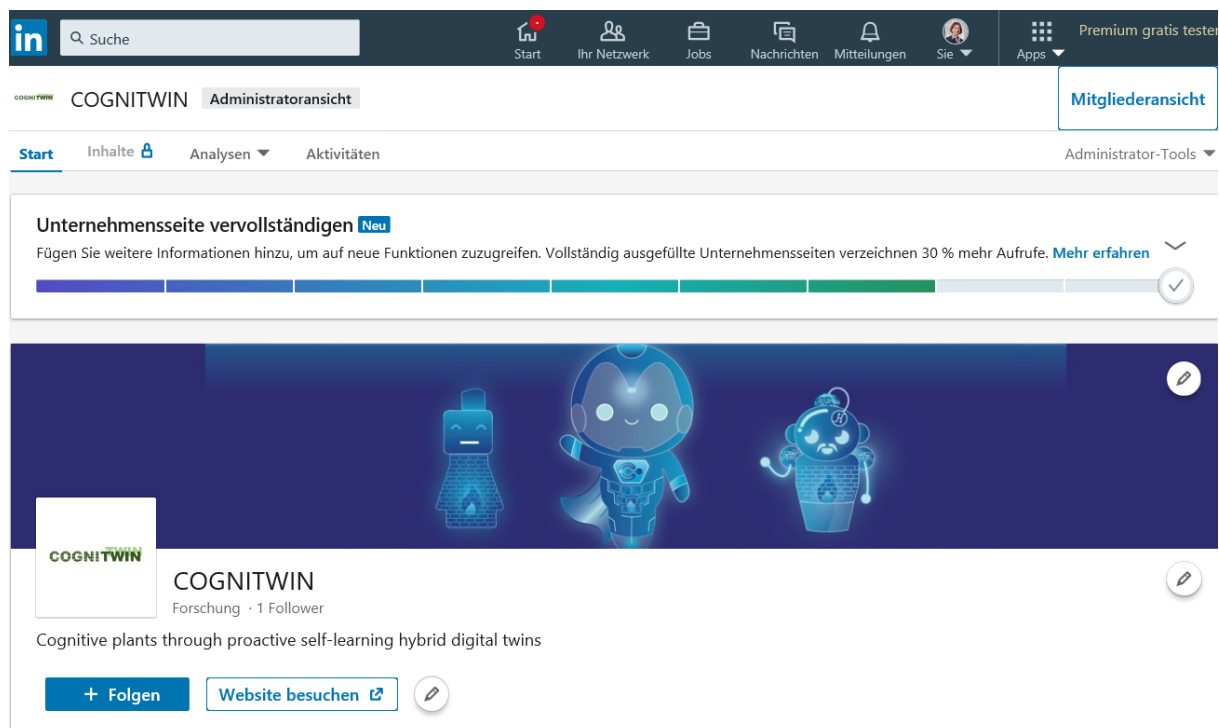 in Suche
Start Ihr Netzwerk Jobs Nachrichten Mitteilungen Sie Apps Premium gratis tester
COGNITWIN COGNITWIN Administratoransicht Mitgliederansicht
Start Inhalte Analysen Aktivitäten Administrator-Tools
Unternehmensseite vervollständigen Neu
Fügen Sie weitere Informationen hinzu, um auf neue Funktionen zuzugreifen. Vollständig ausgefüllte Unternehmensseiten verzeichnen 30 % mehr Aufrufe. Mehr erfahren
H
C
COGNITWIN
COGNITWIN
Forschung · 1 Follower
Cognitive plants through proactive self-learning hybrid digital twins
+ Folgen Website besuchen